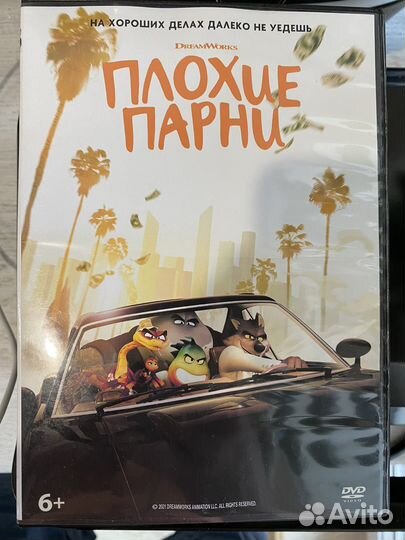 НА ХОРОШИХ ДЕЛАХ ДАЛЕКО НЕ УЕДЕШЬ
DREAMWORKS
ПЛОХИЕ
ПАРНИ
6+
© 2021 DREAMWORKS ANIMATION LLC. ALL RIGHTS RESERVED.
DVD
VIDEO
Avito